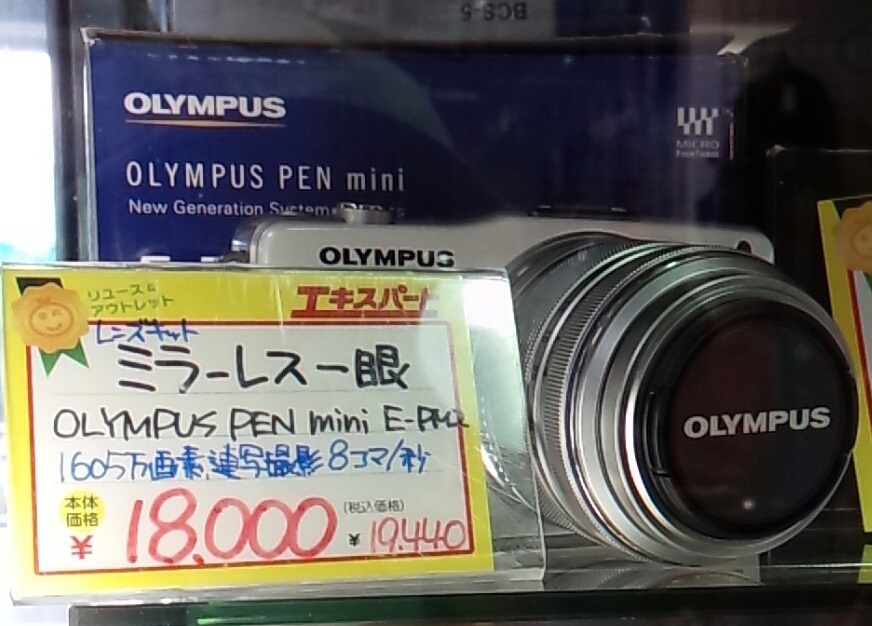 BCS-5
OLYMPUS
MICRO
OLYMPUS PEN mini
New Generation System
OLYMPUS
リユース&
アウトレット
エキスパート
レンズキット
ミラーレス一眼
OLYMPUS PEN mini
1605万画素,連写撮影8コマ/秒
本体
価格
¥18.000
(税込価格)
¥19.440
OLYMPUS